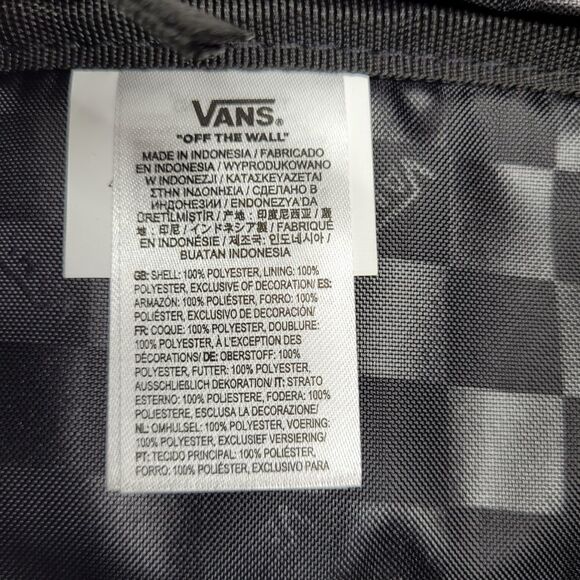 VANS®
"OFF THE WALL"
MADE IN INDONESIA / FABRICADO
EN INDONESIA / WYPRODUKOWANO
W INDONEZJI / ΚΑΤΑΣΚΕΥΑΖΕΤΑΙ
ΣΤΗΝ ΙΝΔΟΝΗΣΙΑ / СДЕЛАНО В
ИНДОНЕЗИИ / ENDONEZYA'DA
ÜRETİLMİŞTİR / 产地：印度尼西亚 / 產
地：印尼 / インドネシア製 / FABRIQUÉ
EN INDONÉSIE / 제조국: 인도네시아 /
BUATAN INDONESIA
GB: SHELL: 100% POLYESTER, LINING: 100%
POLYESTER, EXCLUSIVE OF DECORATION/ ES:
ARMAZÓN: 100% POLIÉSTER, FORRO: 100%
POLIÉSTER, EXCLUSIVO DE DECORACIÓN/
FR: COQUE: 100% POLYESTER, DOUBLURE:
100% POLYESTER, À L'EXCEPTION DES
DÉCORATIONS/ DE: OBERSTOFF: 100%
POLYESTER, FUTTER: 100% POLYESTER,
AUSSCHLIEßLICH DEKORATION/ IT: STRATO
ESTERNO: 100% POLIESTERE, FODERA: 100%
POLIESTERE, ESCLUSA LA DECORAZIONE/
NL: OMHULSEL: 100% POLYESTER, VOERING:
100% POLYESTER, EXCLUSIEF VERSIERING/
PT: TECIDO PRINCIPAL: 100% POLIÉSTER,
FORRO: 100% POLIÉSTER, EXCLUSIVO PARA